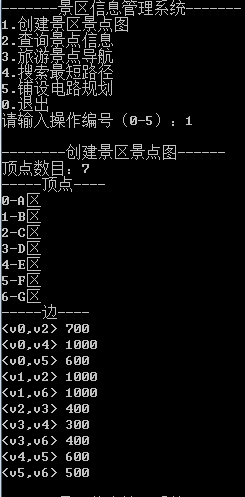 -------景区信息管理系统-------
1.创建景区景点图
2.查询景点信息
3.旅游景点导航
4.搜索最短路径
5.铺设电路规划
0.退出
请输入操作编号（0-5）：1
--------创建景区景点图------
顶点数目：7
-----顶点----
0-A区
1-B区
2-C区
3-D区
4-E区
5-F区
6-G区
-----边----
<v0,v2> 700
<v0,v4> 1000
<v0,v5> 600
<v1,v2> 1000
<v1,v6> 1000
<v2,v3> 400
<v3,v4> 300
<v3,v6> 400
<v4,v5> 600
<v5,v6> 500